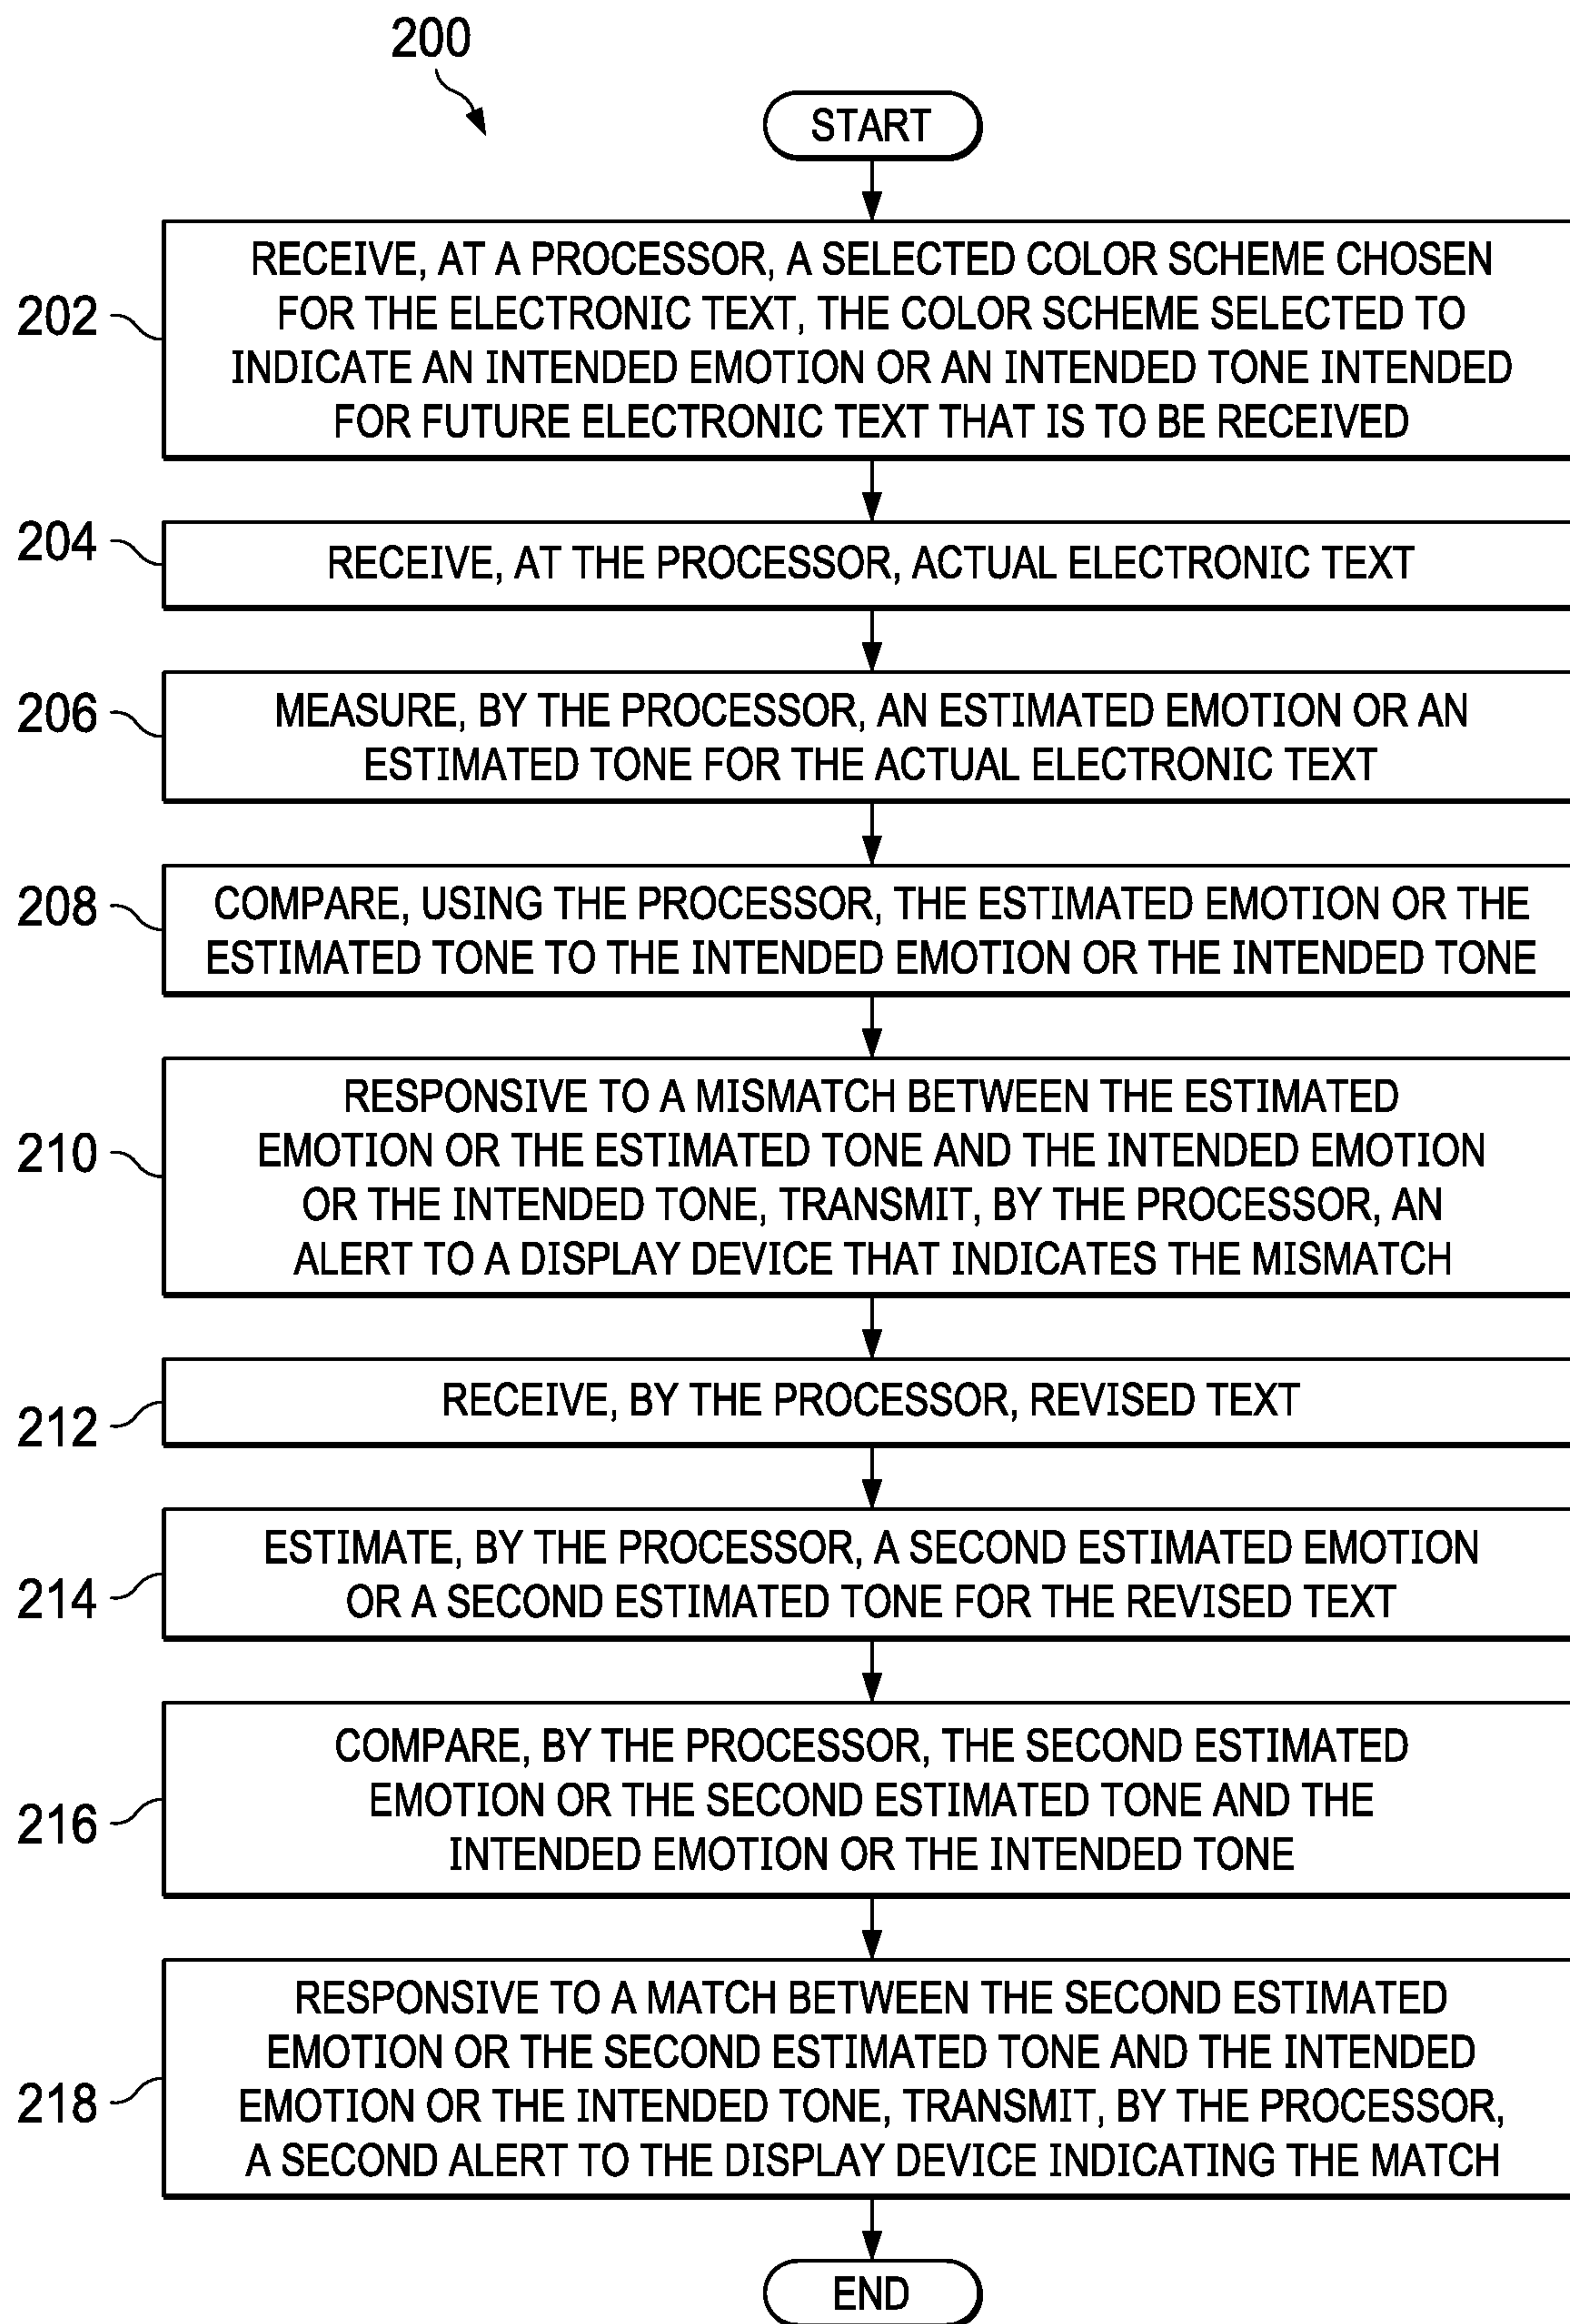 200
START
202
RECEIVE, AT A PROCESSOR, A SELECTED COLOR SCHEME CHOSEN
FOR THE ELECTRONIC TEXT, THE COLOR SCHEME SELECTED TO
INDICATE AN INTENDED EMOTION OR AN INTENDED TONE INTENDED
FOR FUTURE ELECTRONIC TEXT THAT IS TO BE RECEIVED
204
RECEIVE, AT THE PROCESSOR, ACTUAL ELECTRONIC TEXT
206
MEASURE, BY THE PROCESSOR, AN ESTIMATED EMOTION OR AN
ESTIMATED TONE FOR THE ACTUAL ELECTRONIC TEXT
208
COMPARE, USING THE PROCESSOR, THE ESTIMATED EMOTION OR THE
ESTIMATED TONE TO THE INTENDED EMOTION OR THE INTENDED TONE
210
RESPONSIVE TO A MISMATCH BETWEEN THE ESTIMATED
EMOTION OR THE ESTIMATED TONE AND THE INTENDED EMOTION
OR THE INTENDED TONE, TRANSMIT, BY THE PROCESSOR, AN
ALERT TO A DISPLAY DEVICE THAT INDICATES THE MISMATCH
212
RECEIVE, BY THE PROCESSOR, REVISED TEXT
214
ESTIMATE, BY THE PROCESSOR, A SECOND ESTIMATED EMOTION
OR A SECOND ESTIMATED TONE FOR THE REVISED TEXT
216
COMPARE, BY THE PROCESSOR, THE SECOND ESTIMATED
EMOTION OR THE SECOND ESTIMATED TONE AND THE
INTENDED EMOTION OR THE INTENDED TONE
218
RESPONSIVE TO A MATCH BETWEEN THE SECOND ESTIMATED
EMOTION OR THE SECOND ESTIMATED TONE AND THE INTENDED
EMOTION OR THE INTENDED TONE, TRANSMIT, BY THE PROCESSOR,
A SECOND ALERT TO THE DISPLAY DEVICE INDICATING THE MATCH
END